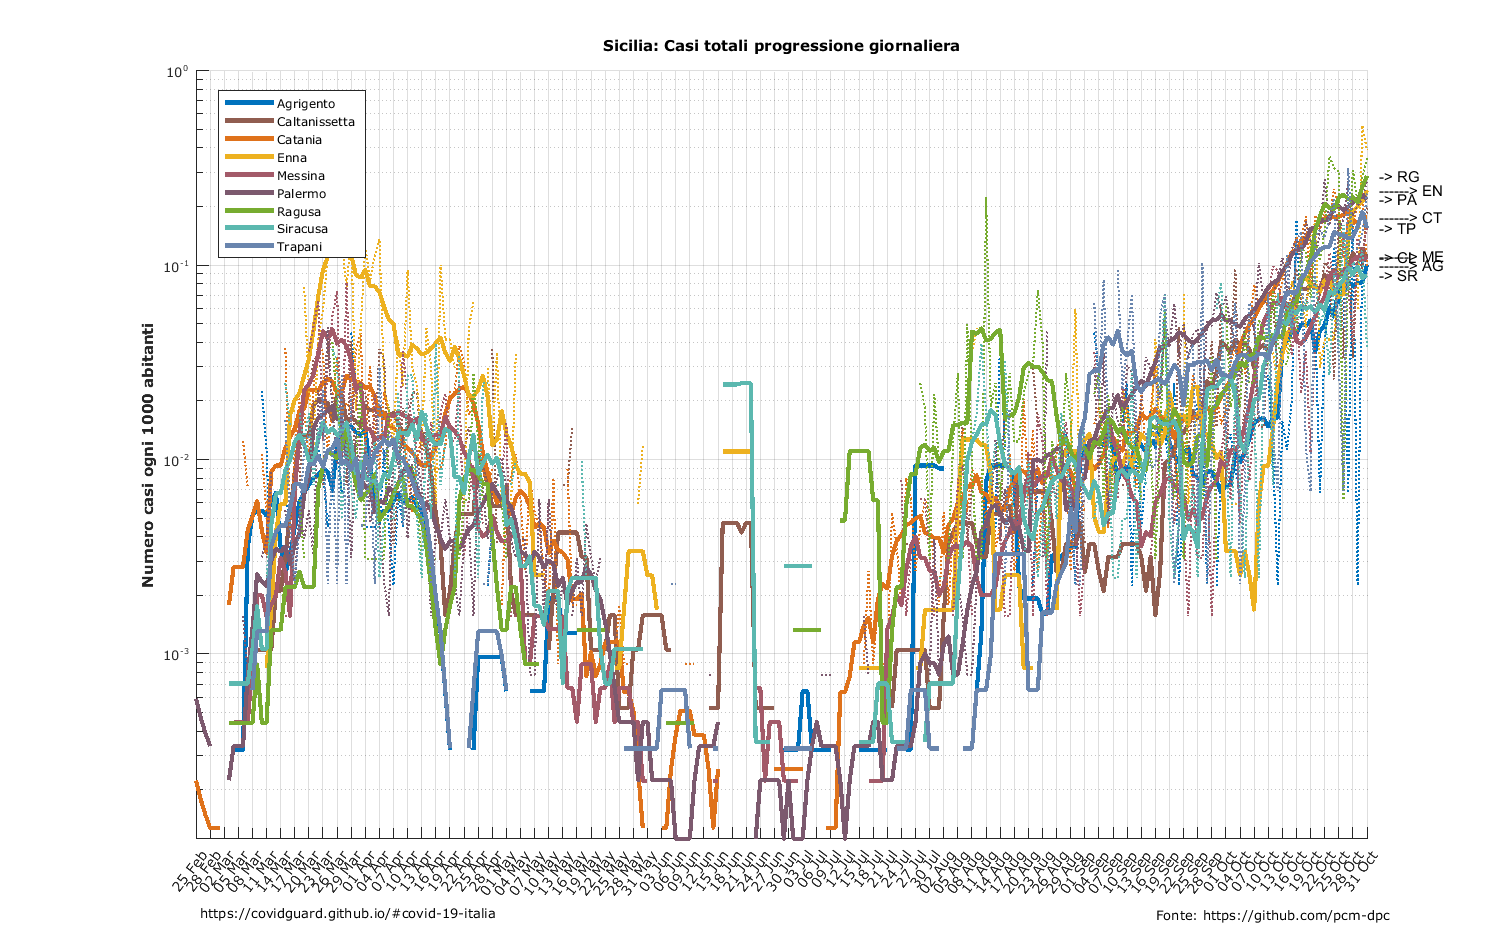 Sicilia: Casi totali progressione giornaliera
10^0
10^-1
10^-2
10^-3
Numero casi ogni 1000 abitanti
Agrigento
Caltanissetta
Catania
Enna
Messina
Palermo
Ragusa
Siracusa
Trapani
-> RG
------> EN
-> PA
------> CT
-> TP
-> CL
------> ME
------> AG
-> SR
25 Feb
28 Feb
02 Mar
05 Mar
08 Mar
11 Mar
14 Mar
17 Mar
20 Mar
23 Mar
26 Mar
29 Mar
01 Apr
04 Apr
07 Apr
10 Apr
13 Apr
16 Apr
19 Apr
22 Apr
25 Apr
28 Apr
01 May
04 May
07 May
10 May
13 May
16 May
19 May
22 May
25 May
28 May
31 May
03 Jun
06 Jun
09 Jun
12 Jun
15 Jun
18 Jun
21 Jun
24 Jun
27 Jun
30 Jun
03 Jul
06 Jul
09 Jul
12 Jul
15 Jul
18 Jul
21 Jul
24 Jul
27 Jul
30 Jul
02 Aug
05 Aug
08 Aug
11 Aug
14 Aug
17 Aug
20 Aug
23 Aug
26 Aug
29 Aug
01 Sep
04 Sep
07 Sep
10 Sep
13 Sep
16 Sep
19 Sep
22 Sep
25 Sep
28 Sep
01 Oct
04 Oct
07 Oct
10 Oct
13 Oct
16 Oct
19 Oct
22 Oct
25 Oct
28 Oct
31 Oct
https://covidguard.github.io/#covid-19-italia
Fonte: https://github.com/pcm-dpc